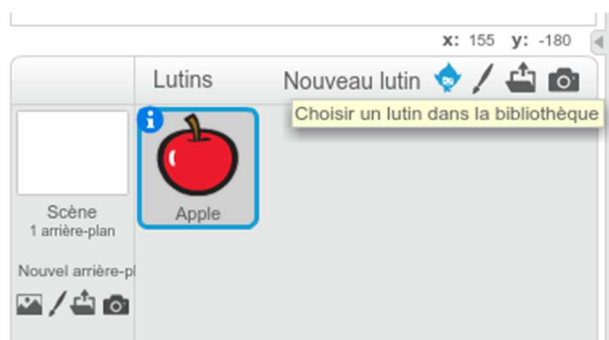 x: 155 y: -180
Lutins
Nouveau lutin
Choisir un lutin dans la bibliothèque
i
Apple
Scène
1 arrière-plan
Nouvel arrière-pl